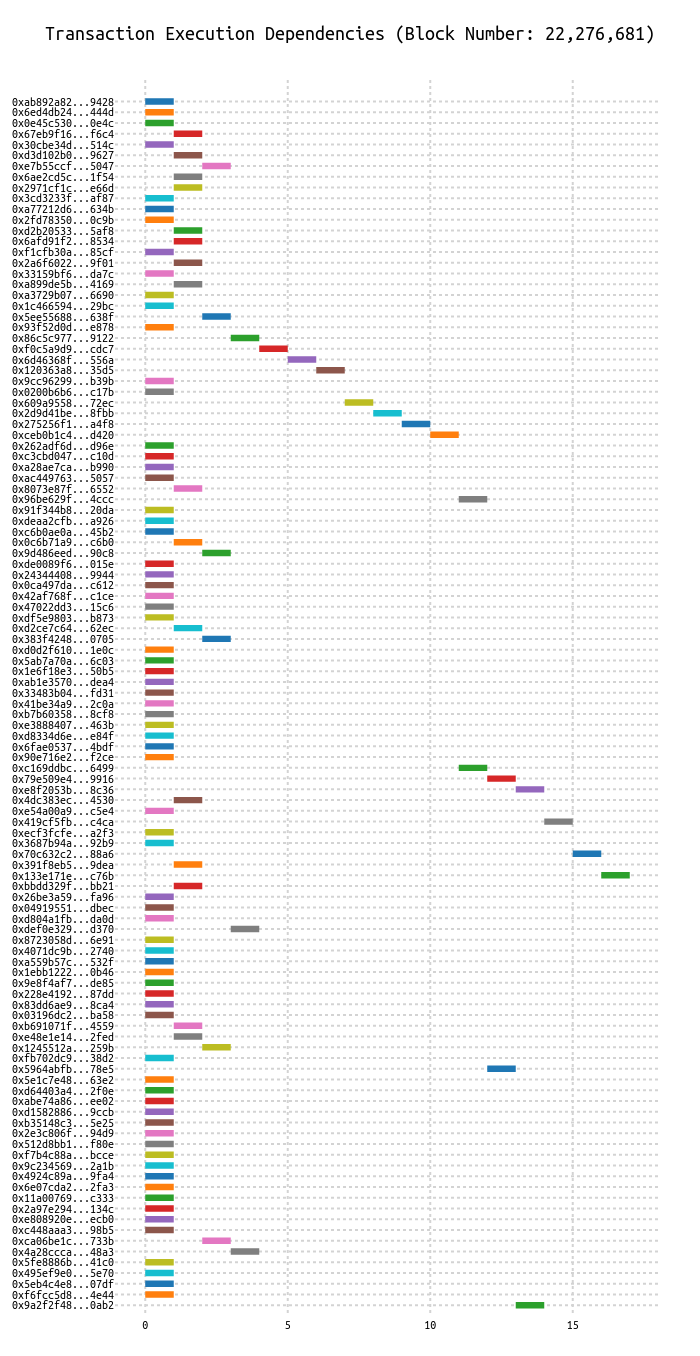 Transaction Execution Dependencies (Block Number: 22,276,681)
0xab892a82...9428
0x6ed4db24...444d
0x0e45c530...0e4c
0x67eb9f16...f6c4
0x30cbe34d...514c
0xd3d102b0...9627
0xe7b55ccf...5047
0x6ae2cd5c...1f54
0x2971cf1c...e66d
0x3cd3233f...af87
0xa77212d6...634b
0x2fd78350...0c9b
0xd2b20533...5af8
0x6afd91f2...8534
0xf1cfb30a...85cf
0x2a6f6022...9f01
0x33159bf6...da7c
0xa899de5b...4169
0xa3729b07...6690
0x1c466594...29bc
0x5ee55688...638f
0x93f52d0d...e878
0x86c5c977...9122
0xf0c5a9d9...cdc7
0x6d46368f...556a
0x120363a8...35d5
0x9cc96299...b39b
0x0200b6b6...c17b
0x609a9558...72ec
0x2d9d41be...8fbb
0x275256f1...a4f8
0xceb0b1c4...d420
0x262adf6d...d96e
0xc3cbd047...c10d
0xa28ae7ca...b990
0xac449763...5057
0x8073e87f...6552
0x96be629f...4ccc
0x91f344b8...20da
0xdeaa2cfb...a926
0xc6b0ae0a...45b2
0x0c6b71a9...c6b0
0x9d486eed...90c8
0xde0089f6...015e
0x24344408...9944
0x0ca497da...c612
0x42af768f...c1ce
0x47022dd3...15c6
0xdf5e9803...b873
0xd2ce7c64...62ec
0x383f4248...0705
0xd0d2f610...1e0c
0x5ab7a70a...6c03
0x1e6f18e3...50b5
0xab1e3570...dea4
0x33483b04...fd31
0x41be34a9...2c0a
0xb7b60358...8cf8
0xe3888407...463b
0xd8334d6e...e84f
0x6fae0537...4bdf
0x90e716e2...f2ce
0xc169ddbc...6499
0x79e509e4...9916
0xe8f2053b...8c36
0x4dc383ec...4530
0xe54a00a9...c5e4
0x419cf5fb...c4ca
0xecf3fcfe...a2f3
0x3687b94a...92b9
0x70c632c2...88a6
0x391f8eb5...9dea
0x133e171e...c76b
0xbbdd329f...bb21
0x26be3a59...fa96
0x04919551...dbec
0xd804a1fb...da0d
0xdef0e329...d370
0x8723058d...6e91
0x4071dc9b...2740
0xa559b57c...532f
0x1ebb1222...0b46
0x9e8f4af7...de85
0x228e4192...87dd
0x83dd6ae9...8ca4
0x03196dc2...ba58
0xb691071f...4559
0xe48e1e14...2fed
0x1245512a...259b
0xfb702dc9...38d2
0x5964abfb...78e5
0x5e1c7e48...63e2
0xd64403a4...2f0e
0xabe74a86...ee02
0xd1582886...9ccb
0xb35148c3...5e25
0x2e3c806f...94d9
0x512d8bb1...f80e
0xf7b4c88a...bcce
0x9c234569...2a1b
0x4924c89a...9fa4
0x6e07cda2...2fa3
0x11a00769...c333
0x2a97e294...134c
0xe808920e...ecb0
0xc448aaa3...98b5
0xca06be1c...733b
0x4a28ccca...48a3
0x5fe8886b...41c0
0x495ef9e0...5e70
0x5eb4c4e8...07df
0xf6fcc5d8...4e44
0x9a2f2f48...0ab2
0 5 10 15